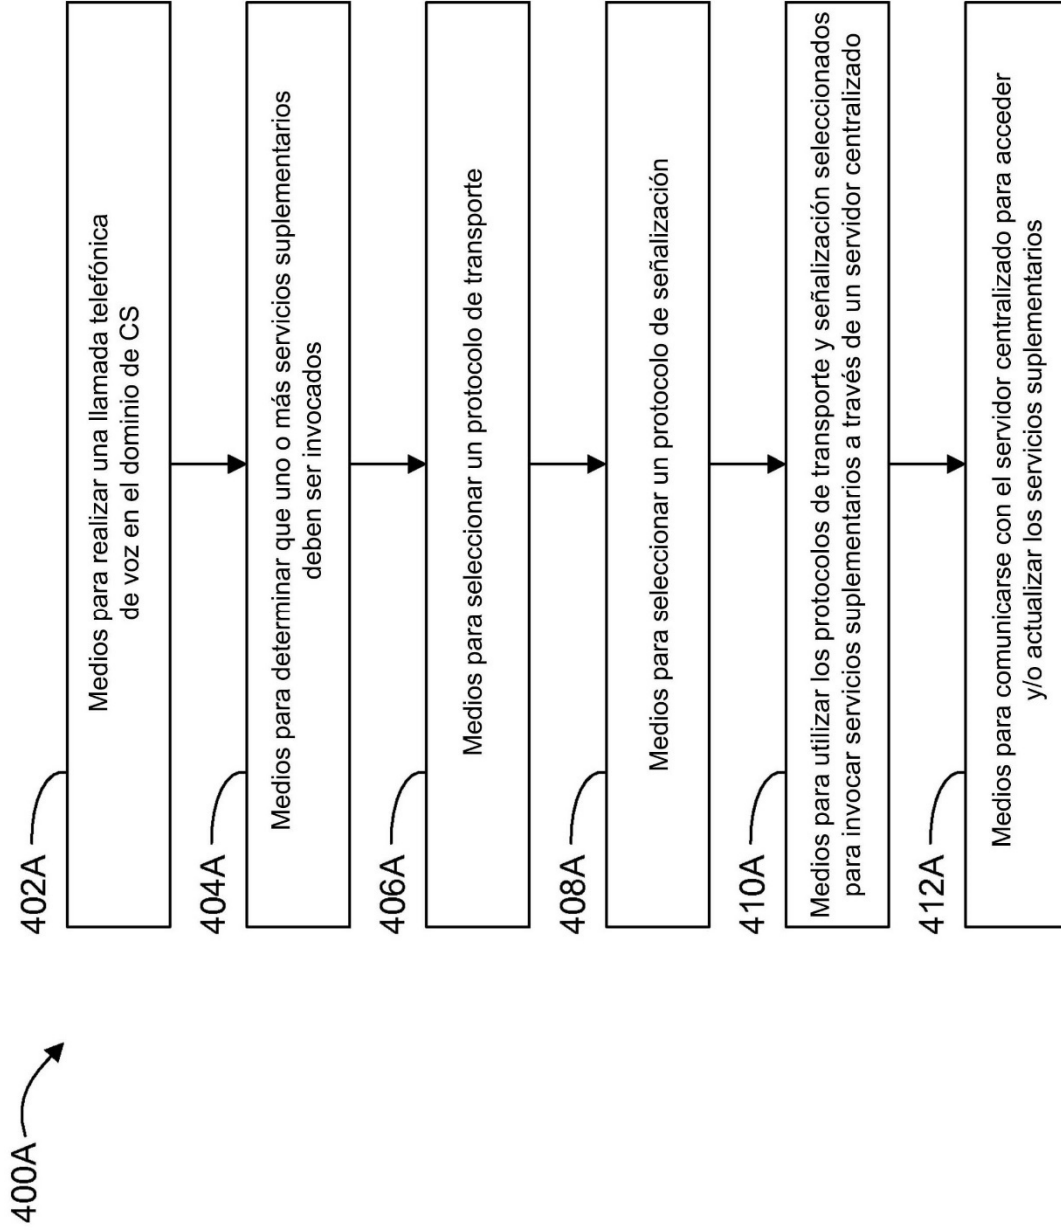 400A
402A
Medios para realizar una llamada telefónica
de voz en el dominio de CS
404A
Medios para determinar que uno o más servicios suplementarios
deben ser invocados
406A
Medios para seleccionar un protocolo de transporte
408A
Medios para seleccionar un protocolo de señalización
410A
Medios para utilizar los protocolos de transporte y señalización seleccionados
para invocar servicios suplementarios a través de un servidor centralizado
412A
Medios para comunicarse con el servidor centralizado para acceder
y/o actualizar los servicios suplementarios